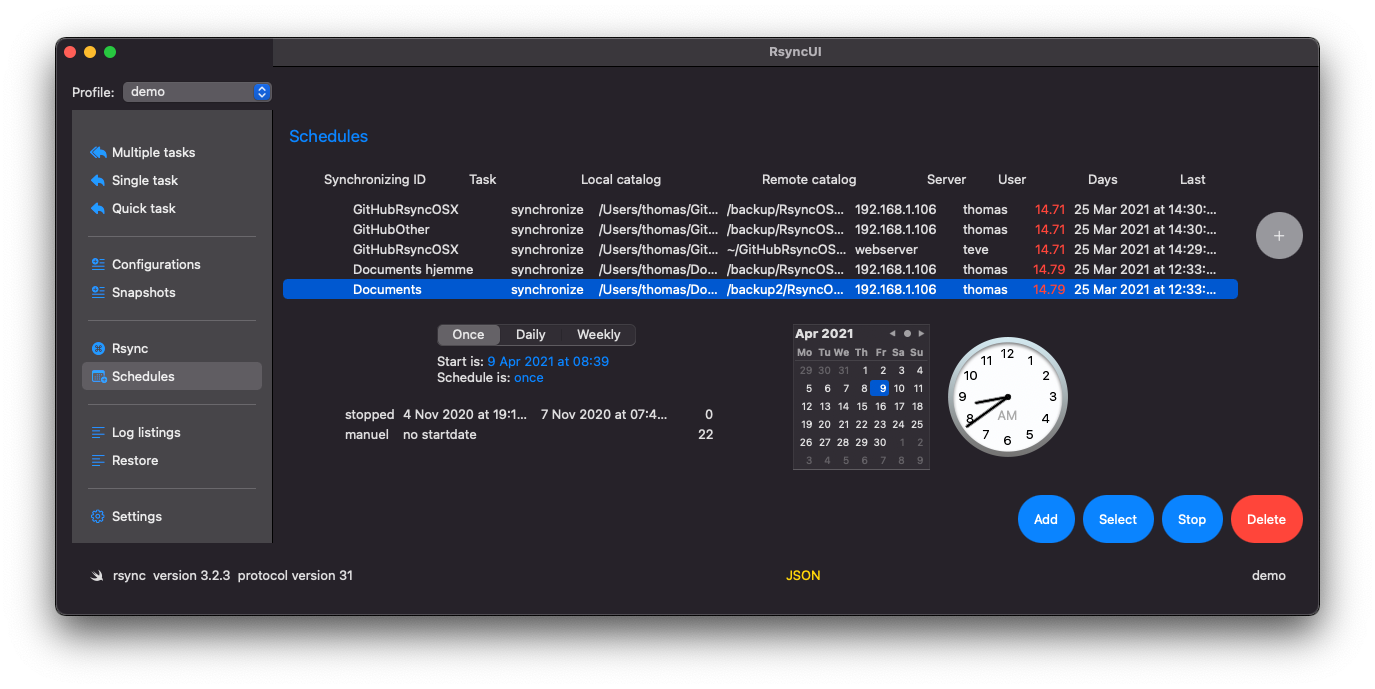 RsyncUI
Profile: demo
Multiple tasks
Single task
Quick task
Configurations
Snapshots
Rsync
Schedules
Log listings
Restore
Settings
Schedules
Synchronizing ID Task Local catalog Remote catalog Server User Days Last
GitHubRsyncOSX synchronize /Users/thomas/Git... /backup/RsyncOS... 192.168.1.106 thomas 14.71 25 Mar 2021 at 14:30:...
GitHubOther synchronize /Users/thomas/Git... /backup/RsyncOS... 192.168.1.106 thomas 14.71 25 Mar 2021 at 14:30:...
GitHubRsyncOSX synchronize /Users/thomas/Git... ~/GitHubRsyncOS... webserver teve 14.71 25 Mar 2021 at 14:29:...
Documents hjemme synchronize /Users/thomas/Do... /backup/RsyncOS... 192.168.1.106 thomas 14.79 25 Mar 2021 at 12:33:...
Documents synchronize /Users/thomas/Do... /backup2/RsyncO... 192.168.1.106 thomas 14.79 25 Mar 2021 at 12:33:...
+
Once Daily Weekly
Start is: 9 Apr 2021 at 08:39
Schedule is: once
stopped 4 Nov 2020 at 19:1... 7 Nov 2020 at 07:4... 0
manuel no startdate 22
Apr 2021
Mo Tu We Th Fr Sa Su
29 30 31 1 2 3 4
5 6 7 8 9 10 11
12 13 14 15 16 17 18
19 20 21 22 23 24 25
26 27 28 29 30 1 2
3 4 5 6 7 8 9
12 1 2 3 4 5 6 7 8 9 10 11
AM
Add Select Stop Delete
rsync version 3.2.3 protocol version 31
JSON
demo